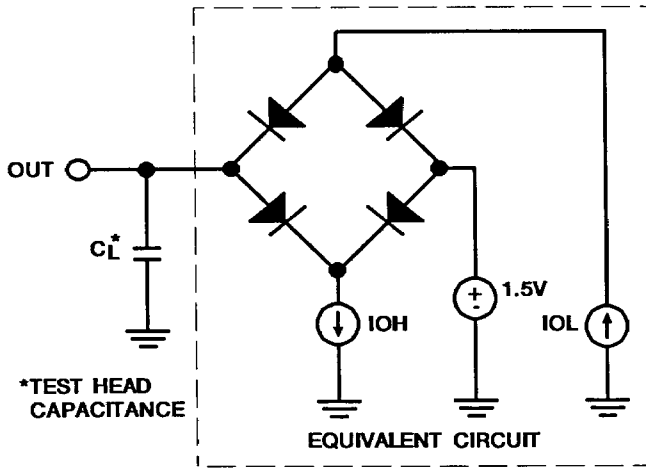 OUT
CL*
IOH
+
-
1.5V
IOL
*TEST HEAD
CAPACITANCE
EQUIVALENT CIRCUIT